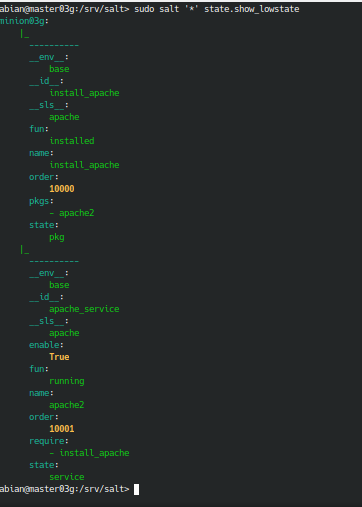 abian@master03g:/srv/salt> sudo salt '*' state.show_lowstate
minion03g:
    |_
      ----------
      __env__:
          base
      __id__:
          install_apache
      __sls__:
          apache
      fun:
          installed
      name:
          install_apache
      order:
          10000
      pkgs:
          - apache2
      state:
          pkg
    |_
      ----------
      __env__:
          base
      __id__:
          apache_service
      __sls__:
          apache
      enable:
          True
      fun:
          running
      name:
          apache2
      order:
          10001
      require:
          - install_apache
      state:
          service
abian@master03g:/srv/salt>